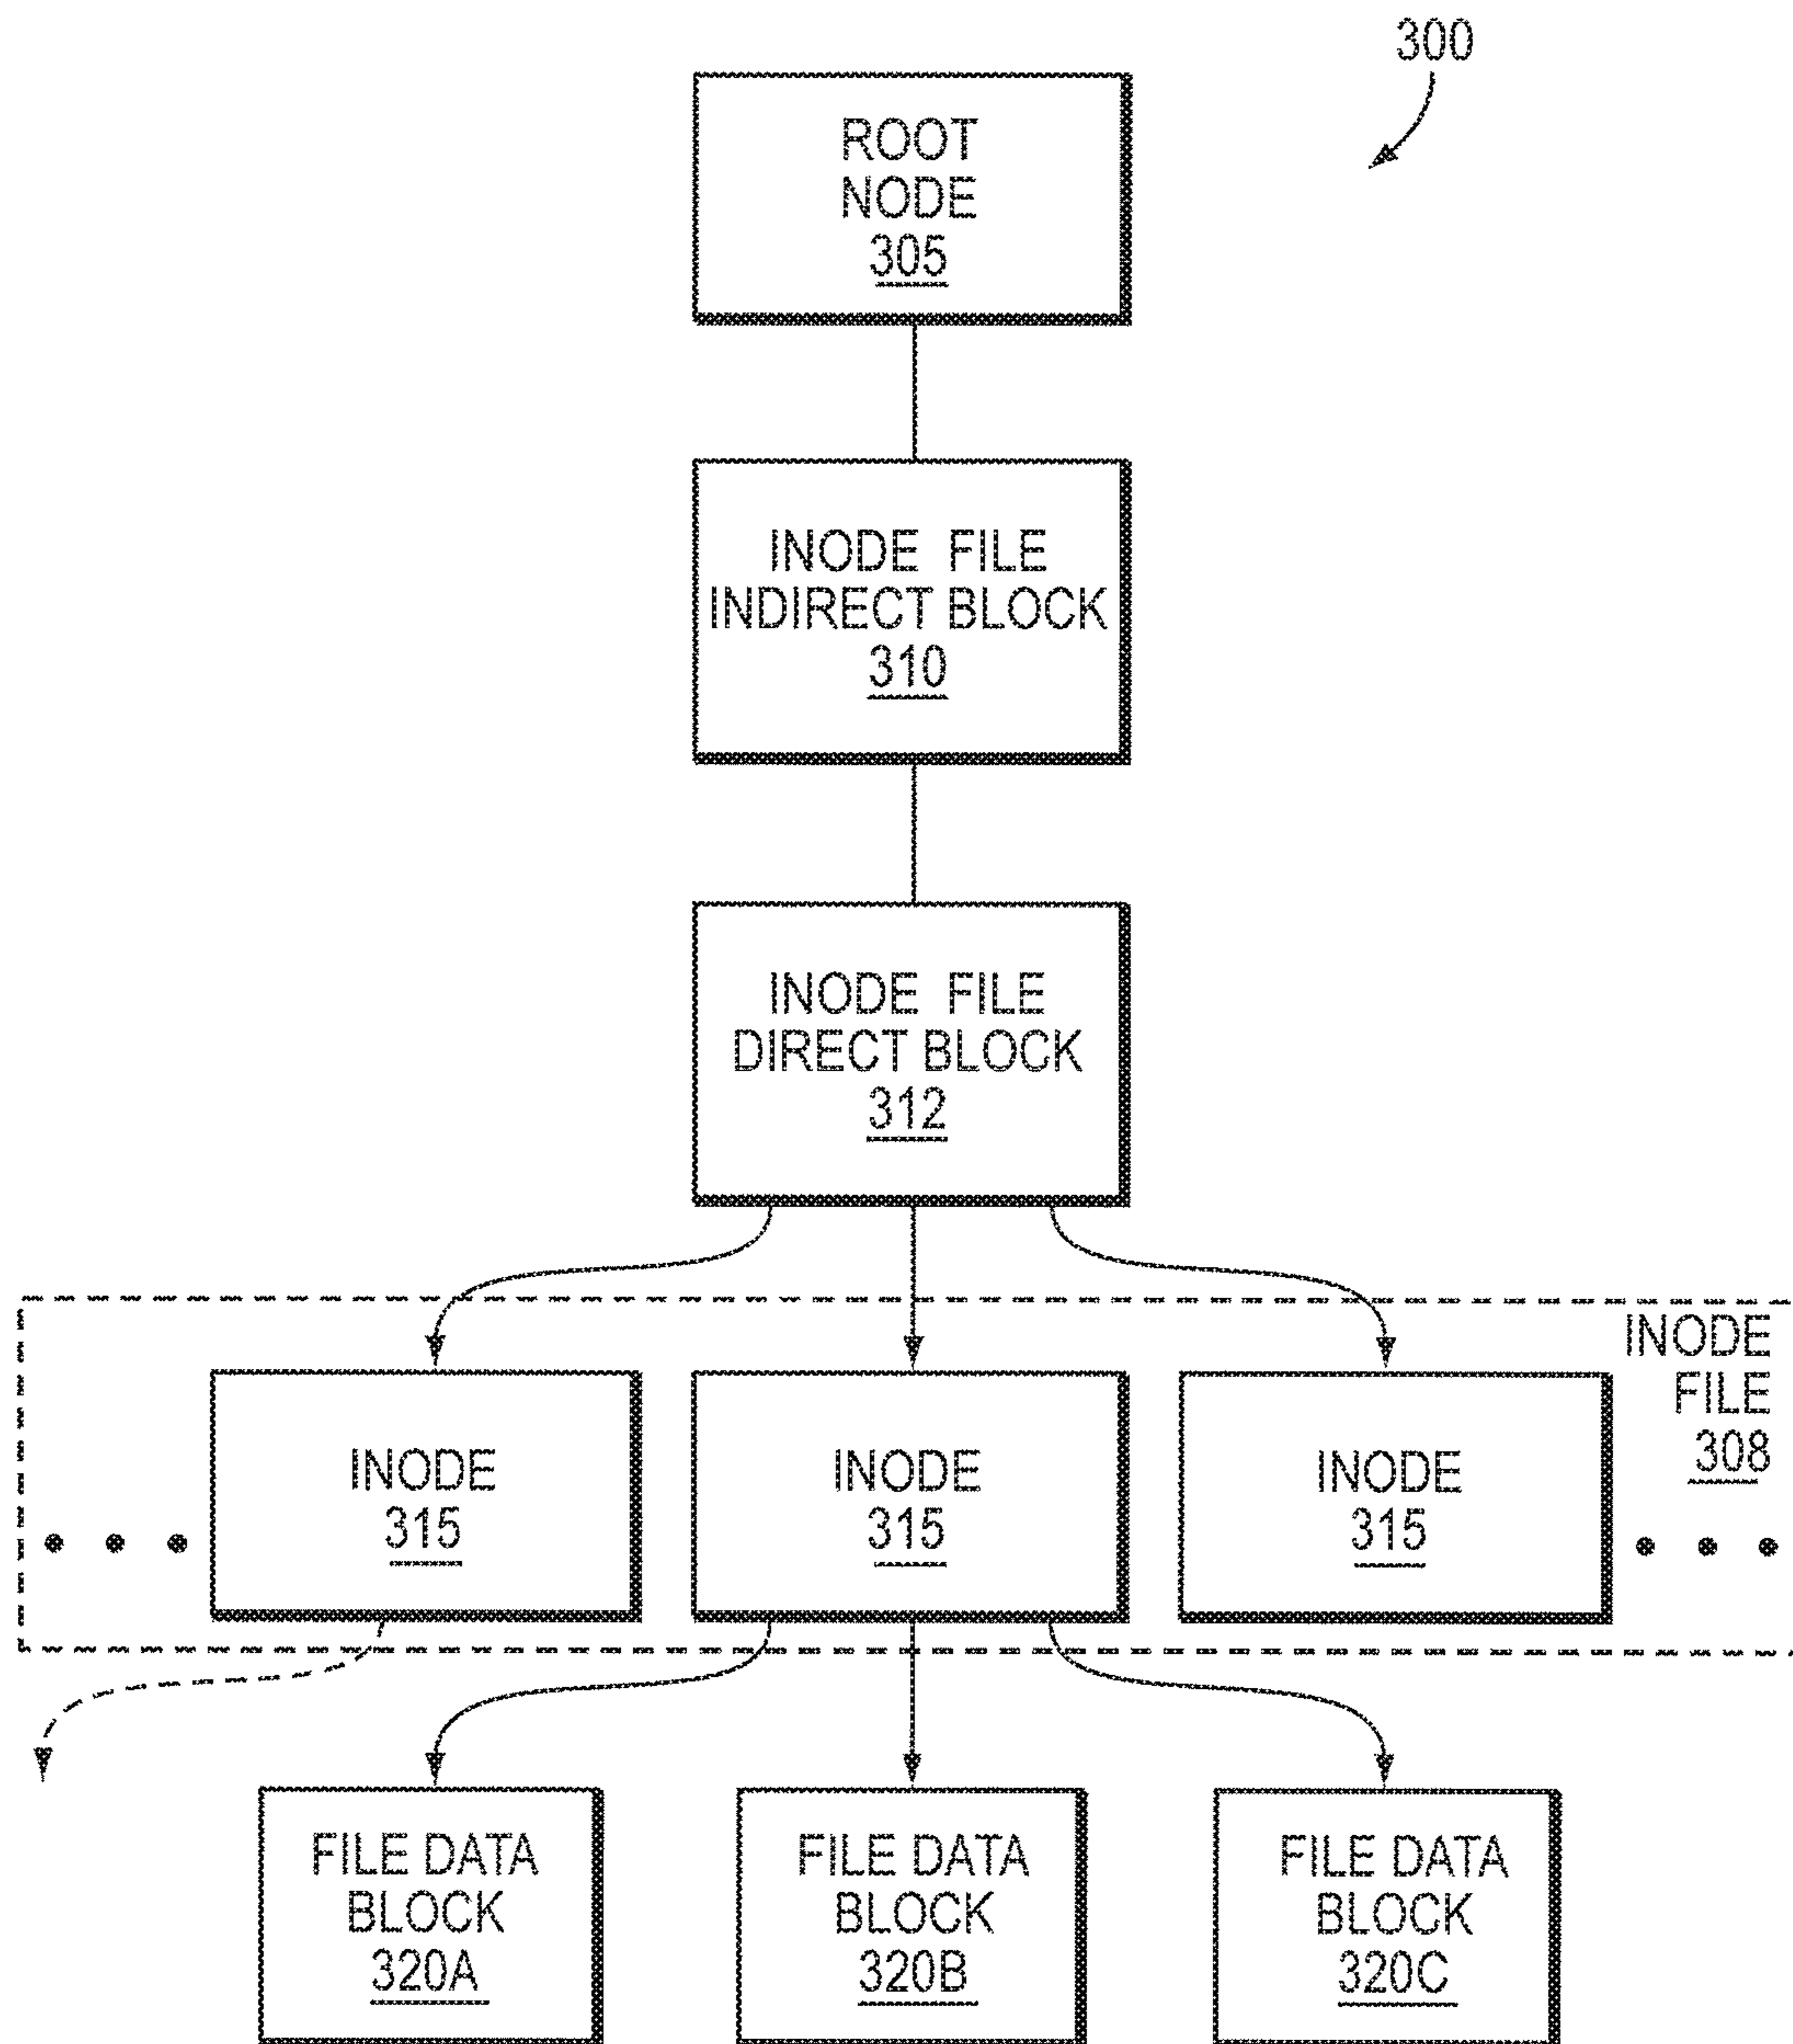 300
ROOT
NODE
305
INODE FILE
INDIRECT BLOCK
310
INODE FILE
DIRECT BLOCK
312
INODE
FILE
308
INODE
315
INODE
315
INODE
315
FILE DATA
BLOCK
320A
FILE DATA
BLOCK
320B
FILE DATA
BLOCK
320C